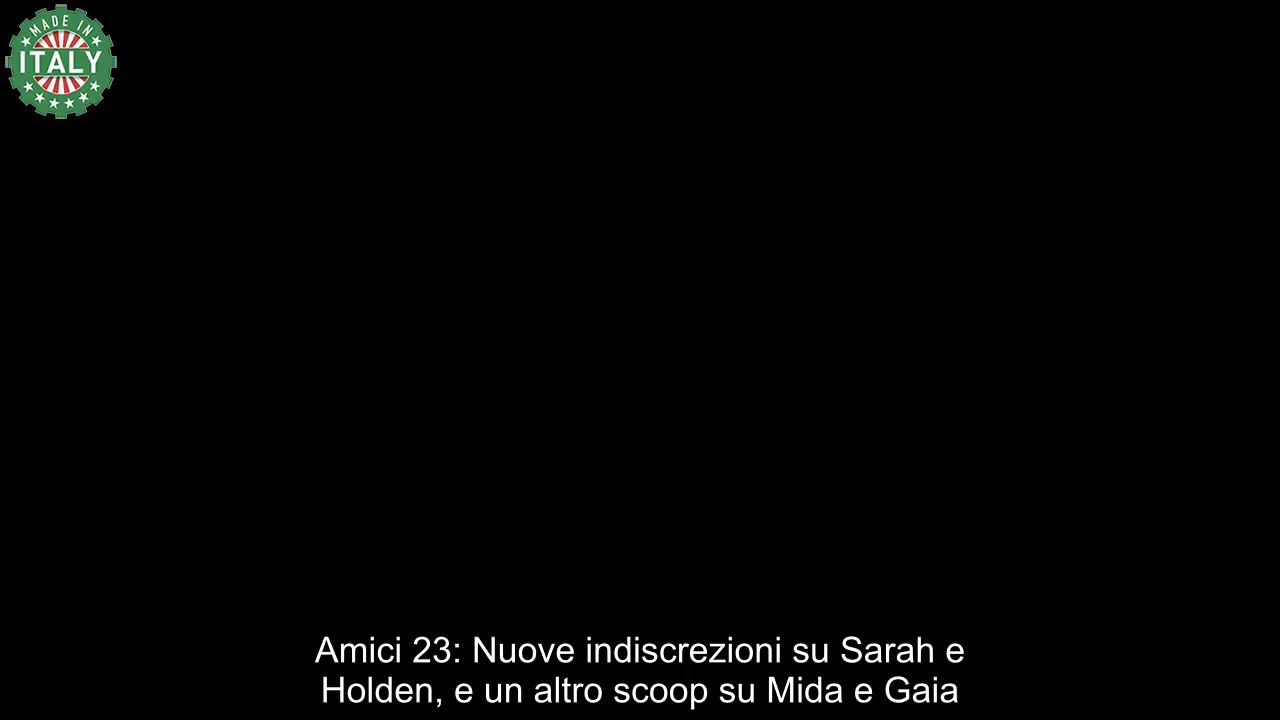 MADE IN
ITALY
Amici 23: Nuove indiscrezioni su Sarah e
Holden, e un altro scoop su Mida e Gaia